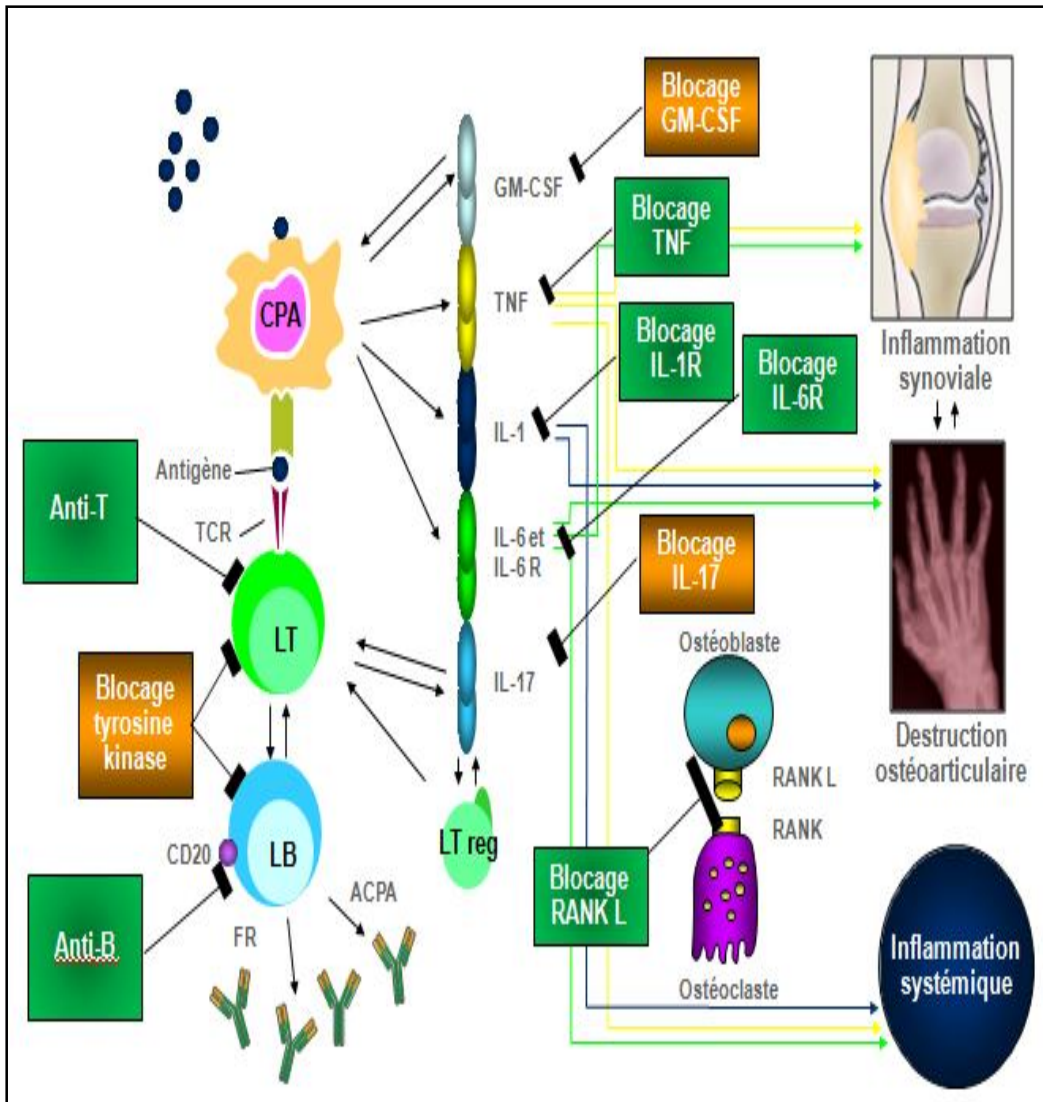 Blocage
GM-CSF
GM-CSF
Blocage
TNF
CPA
TNF
Blocage
IL-1R
Blocage
IL-6R
Inflammation
synoviale
IL-1
Antigène
Anti-T
TCR
IL-6 et
IL-6 R
Blocage
IL-17
LT
Ostéoblaste
IL-17
Blocage
tyrosine
kinase
Destruction
ostéoarticulaire
RANK L
RANK
LT reg
CD20
LB
Blocage
RANK L
ACPA
FR
Anti-B
Ostéoclaste
Inflammation
systémique